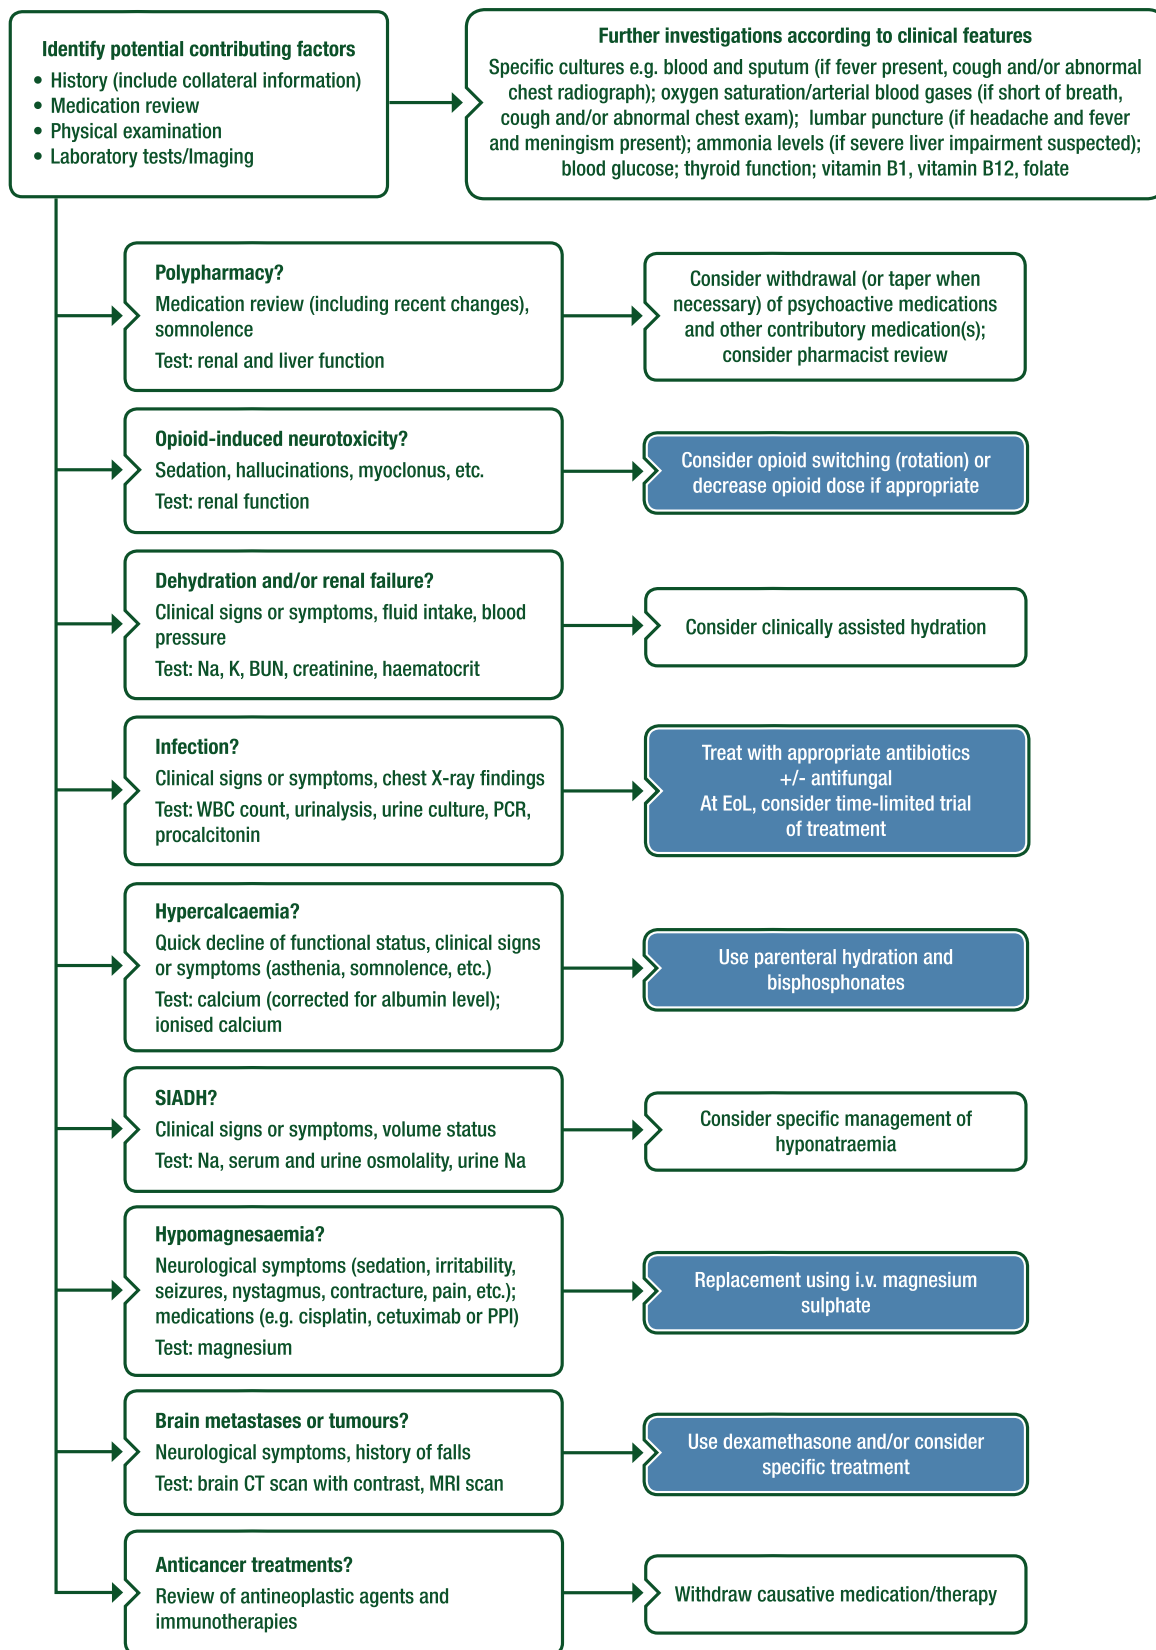 Identify potential contributing factors
• History (include collateral information)
• Medication review
• Physical examination
• Laboratory tests/Imaging
Further investigations according to clinical features
Specific cultures e.g. blood and sputum (if fever present, cough and/or abnormal
chest radiograph); oxygen saturation/arterial blood gases (if short of breath,
cough and/or abnormal chest exam); lumbar puncture (if headache and fever
and meningism present); ammonia levels (if severe liver impairment suspected);
blood glucose; thyroid function; vitamin B1, vitamin B12, folate
Polypharmacy?
Medication review (including recent changes),
somnolence
Test: renal and liver function
Consider withdrawal (or taper when
necessary) of psychoactive medications
and other contributory medication(s);
consider pharmacist review
Opioid-induced neurotoxicity?
Sedation, hallucinations, myoclonus, etc.
Test: renal function
Consider opioid switching (rotation) or
decrease opioid dose if appropriate
Dehydration and/or renal failure?
Clinical signs or symptoms, fluid intake, blood
pressure
Test: Na, K, BUN, creatinine, haematocrit
Consider clinically assisted hydration
Infection?
Clinical signs or symptoms, chest X-ray findings
Test: WBC count, urinalysis, urine culture, PCR,
procalcitonin
Treat with appropriate antibiotics
+/- antifungal
At EoL, consider time-limited trial
of treatment
Hypercalcaemia?
Quick decline of functional status, clinical signs
or symptoms (asthenia, somnolence, etc.)
Test: calcium (corrected for albumin level);
ionised calcium
Use parenteral hydration and
bisphosphonates
SIADH?
Clinical signs or symptoms, volume status
Test: Na, serum and urine osmolality, urine Na
Consider specific management of
hyponatraemia
Hypomagnesaemia?
Neurological symptoms (sedation, irritability,
seizures, nystagmus, contracture, pain, etc.);
medications (e.g. cisplatin, cetuximab or PPI)
Test: magnesium
Replacement using i.v. magnesium
sulphate
Brain metastases or tumours?
Neurological symptoms, history of falls
Test: brain CT scan with contrast, MRI scan
Use dexamethasone and/or consider
specific treatment
Anticancer treatments?
Review of antineoplastic agents and
immunotherapies
Withdraw causative medication/therapy